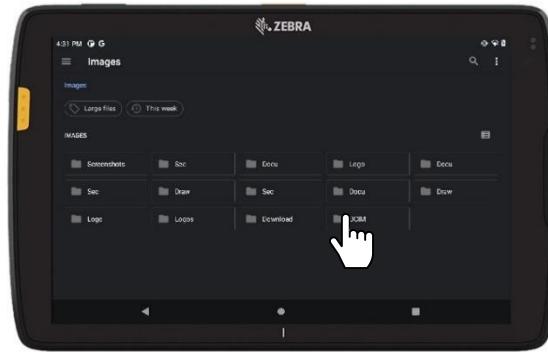 ZEBRA
4:31 PM G
Images
Images
Large files This week
IMAGES
Screenshots Sec Docu Logo Docu
Sec Draw Sec Docu Draw
Logo Logos Download DCIM